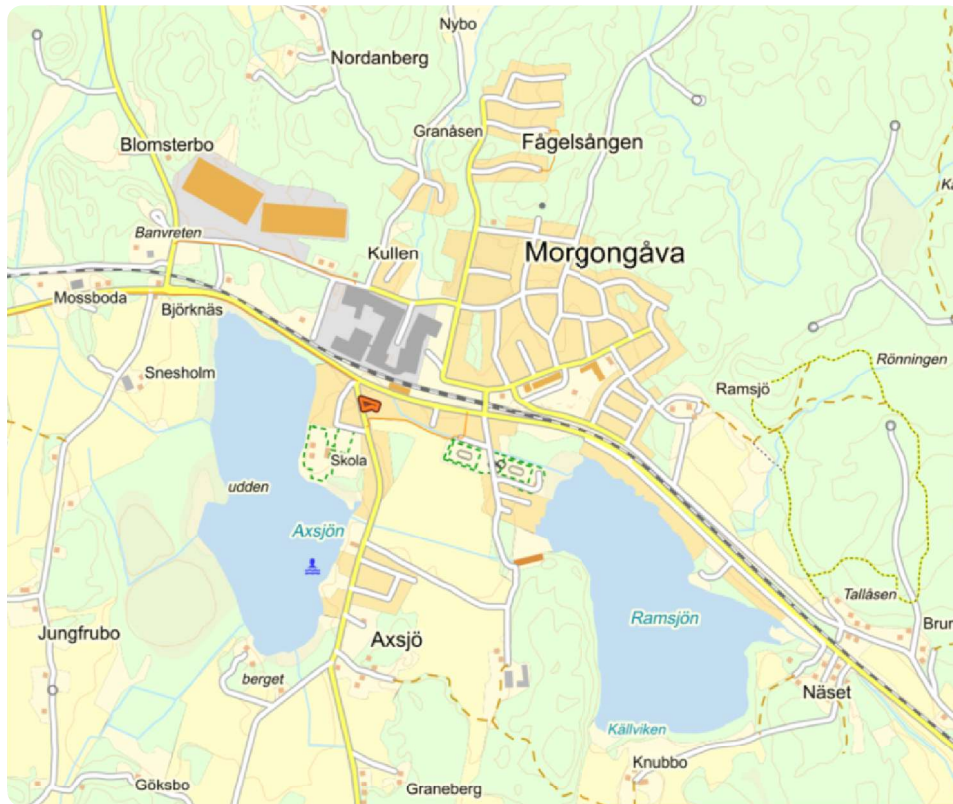 Nybo
Nordanberg
Granåsen
Fågelsången
Blomsterbo
Banvreten
Kullen
Morgongåva
Mossboda
Björknäs
Snesholm
Rönningen
Ramsjö
Skola
udden
Axsjön
Tallåsen
Ramsjön
Jungfrubo
Axsjö
berget
Näset
Källviken
Knubbo
Göksbo
Graneberg